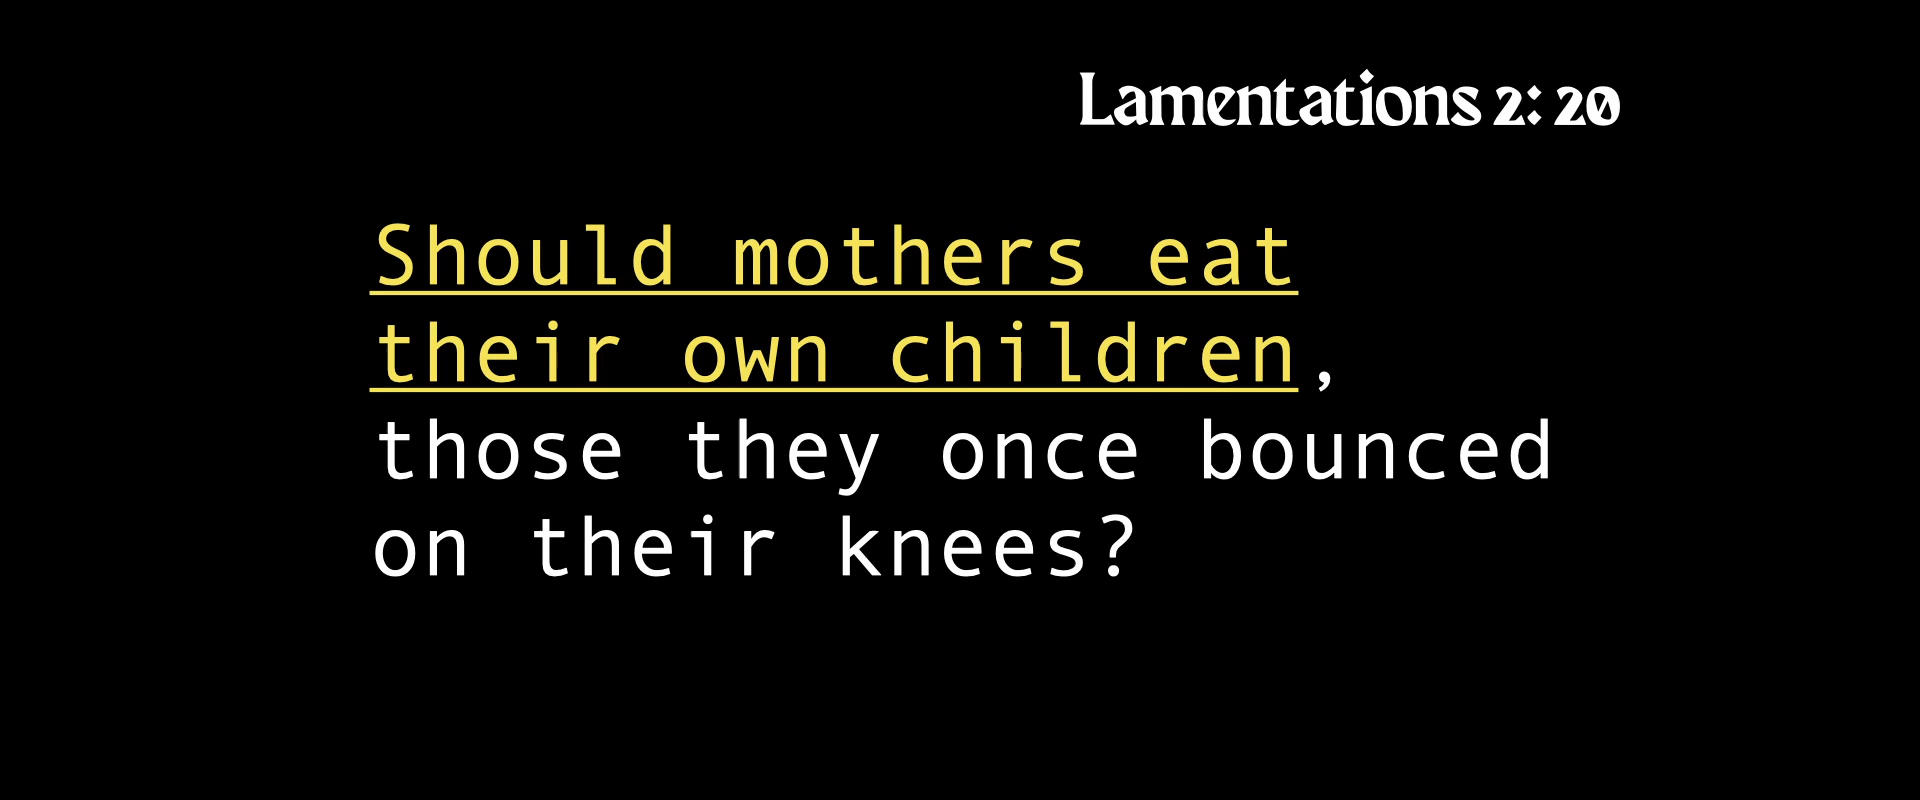 Lamentations 2: 20
Should mothers eat
their own children,
those they once bounced
on their knees?